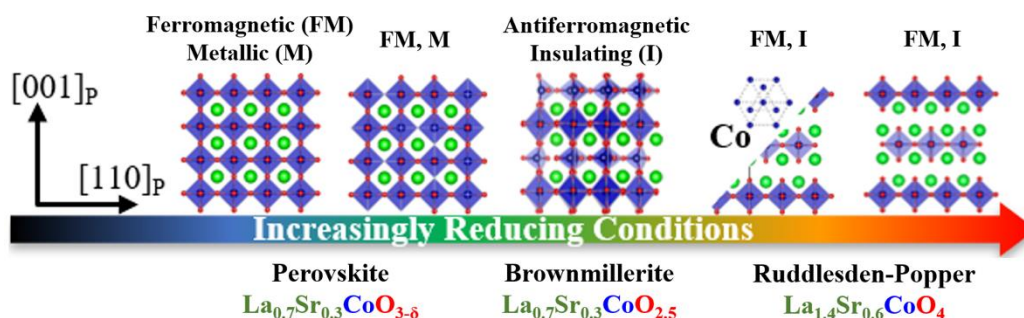 Ferromagnetic (FM)
Metallic (M)
FM, M
Antiferromagnetic
Insulating (I)
FM, I
FM, I
[001]P
[110]P
Co
Increasingly Reducing Conditions
Perovskite
La0.7Sr0.3CoO3-δ
Brownmillerite
La0.7Sr0.3CoO2.5
Ruddlesden-Popper
La1.4Sr0.6CoO4